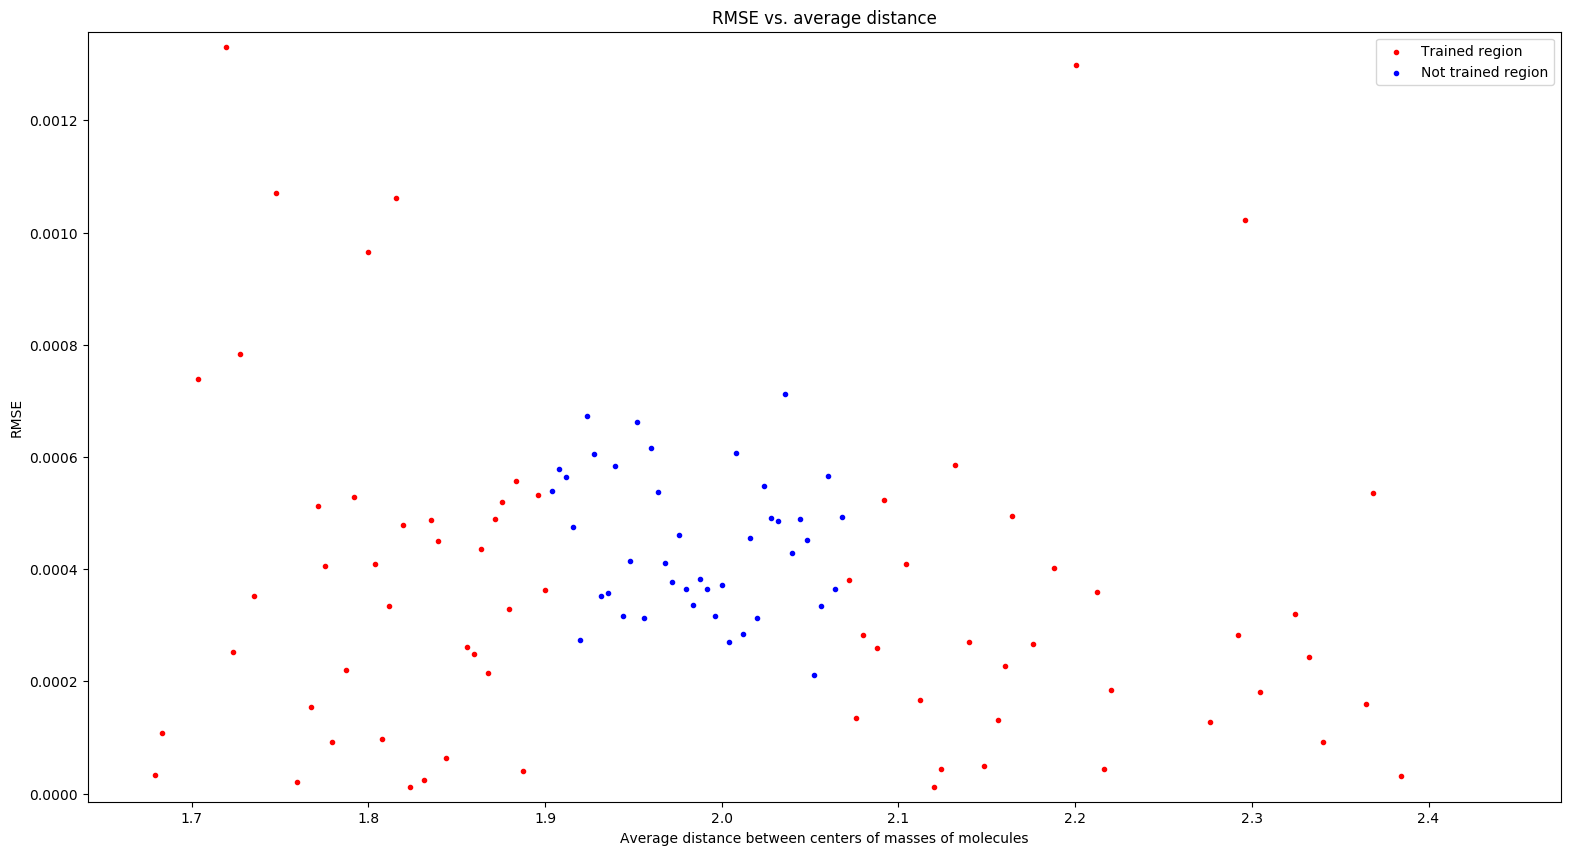 RMSE vs. average distance
Trained region
Not trained region
0.0012
0.0010
0.0008
0.0006
0.0004
0.0002
0.0000
RMSE
1.7 1.8 1.9 2.0 2.1 2.2 2.3 2.4
Average distance between centers of masses of molecules